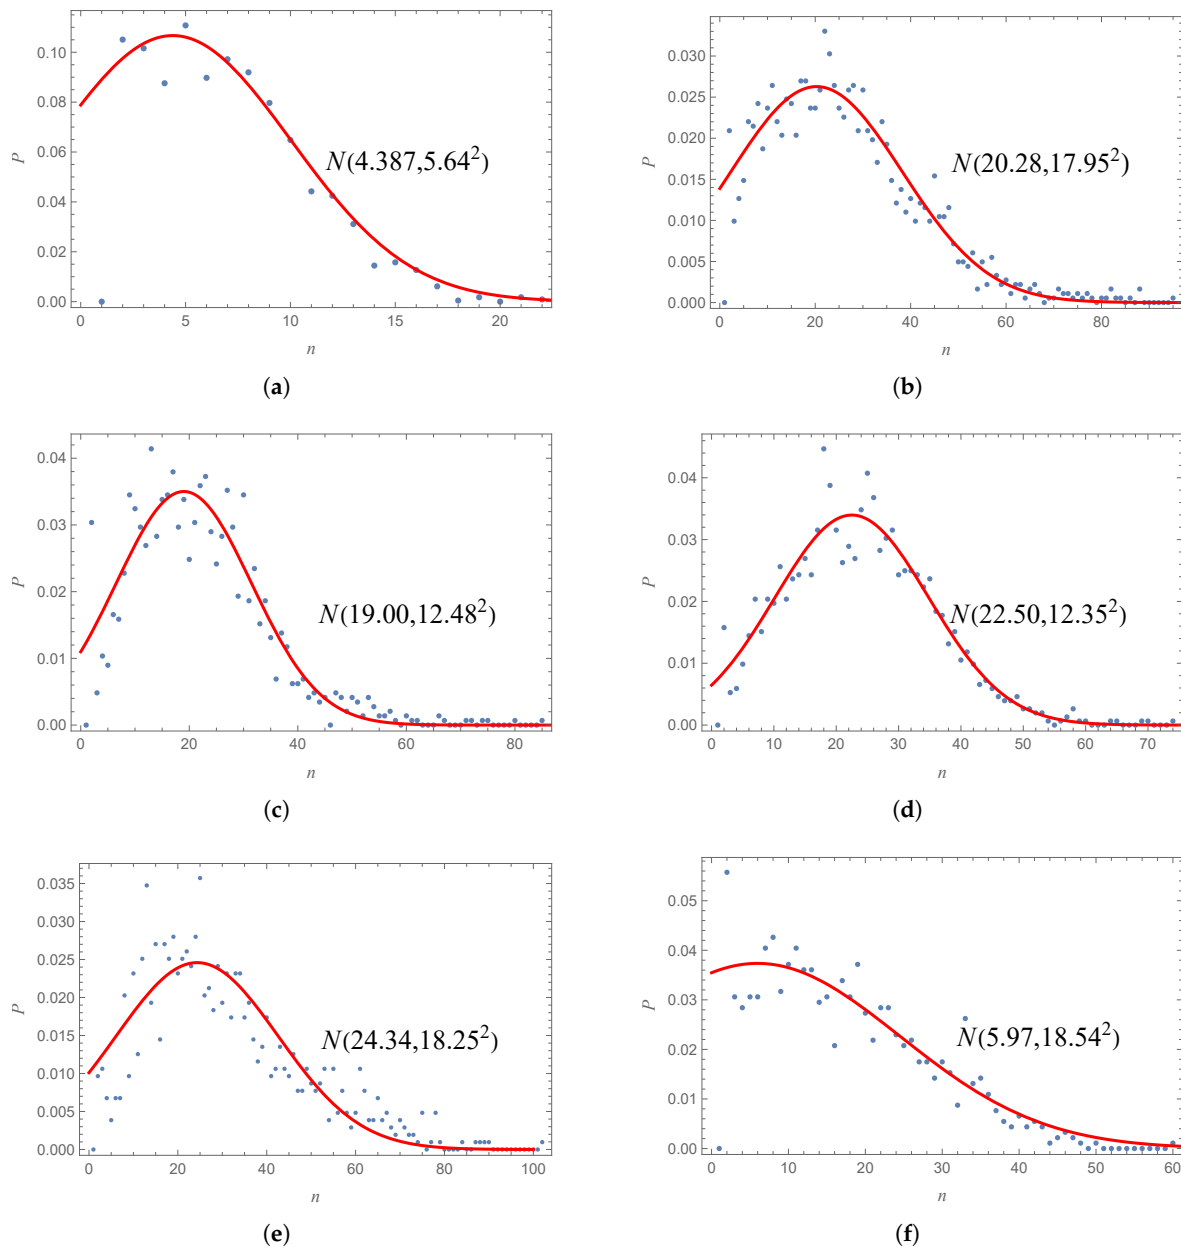 0.10
0.08
0.06
0.04
0.02
0.00
P
N(4.387,5.64²)
0 5 10 15 20
n
(a)
0.030
0.025
0.020
0.015
0.010
0.005
0.000
P
N(20.28,17.95²)
0 20 40 60 80
n
(b)
0.04
0.03
0.02
0.01
0.00
P
N(19.00,12.48²)
0 20 40 60 80
n
(c)
0.04
0.03
0.02
0.01
0.00
P
N(22.50,12.35²)
0 10 20 30 40 50 60 70
n
(d)
0.035
0.030
0.025
0.020
0.015
0.010
0.005
0.000
P
N(24.34,18.25²)
0 20 40 60 80 100
n
(e)
0.05
0.04
0.03
0.02
0.01
0.00
P
N(5.97,18.54²)
0 10 20 30 40 50 60
n
(f)